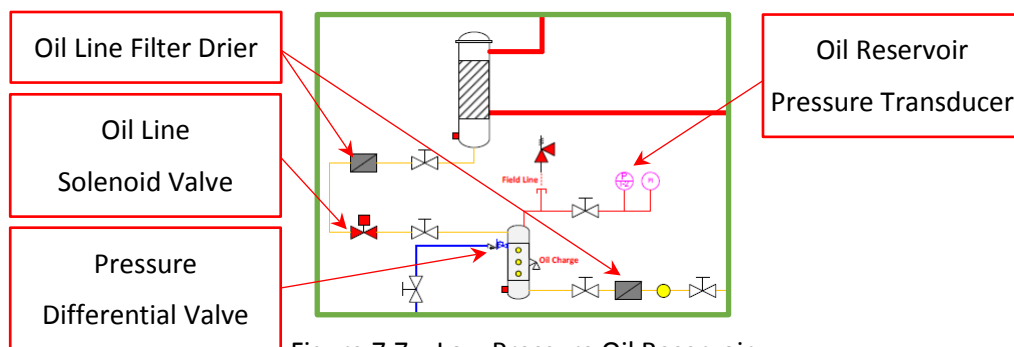 Oil Line Filter Drier
Oil Line
Solenoid Valve
Pressure
Differential Valve
Oil Reservoir
Pressure Transducer
Field Line
Oil Charge